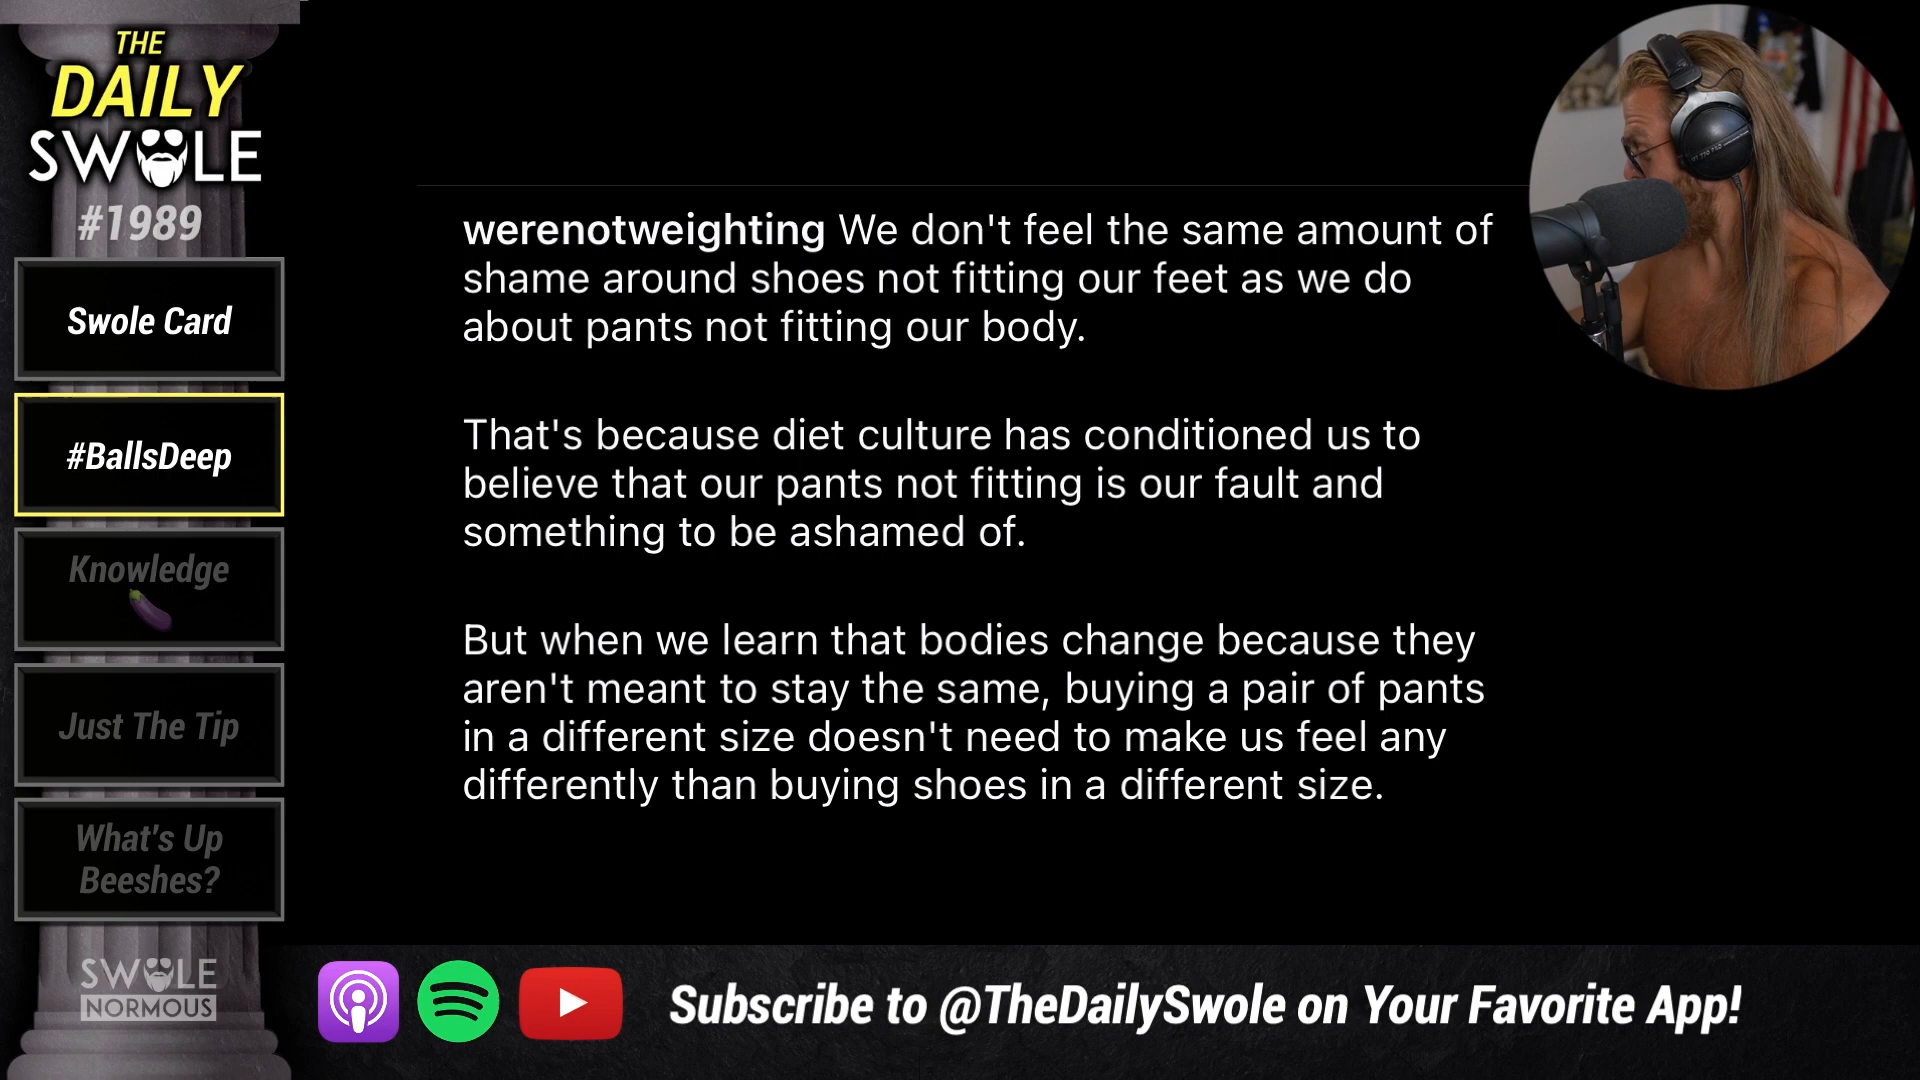 THE
DAILY
SWOLE
#1989
Swole Card
#BallsDeep
Knowledge
Just The Tip
What's Up
Beeshes?
SWOLE
NORMOUS
werenotweighting We don't feel the same amount of
shame around shoes not fitting our feet as we do
about pants not fitting our body.
That's because diet culture has conditioned us to
believe that our pants not fitting is our fault and
something to be ashamed of.
But when we learn that bodies change because they
aren't meant to stay the same, buying a pair of pants
in a different size doesn't need to make us feel any
differently than buying shoes in a different size.
Subscribe to @TheDailySwole on Your Favorite App!